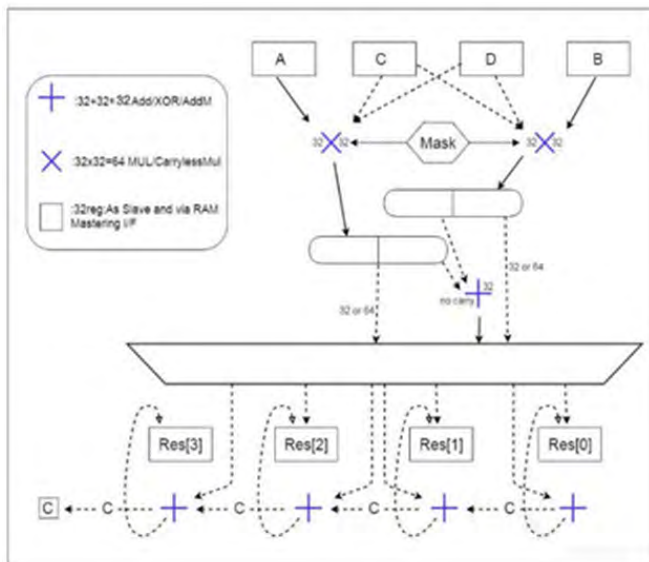 A
C
D
B
:32+32+32Add/XOR/AddM
32 32
Mask
32 32
:32x32=64 MUL/CarrylessMul
:32reg:As Slave and via RAM
Mastering I/F
32 or 64
32
no carry
32 or 64
Res[3]
Res[2]
Res[1]
Res[0]
C
C
C
C
C